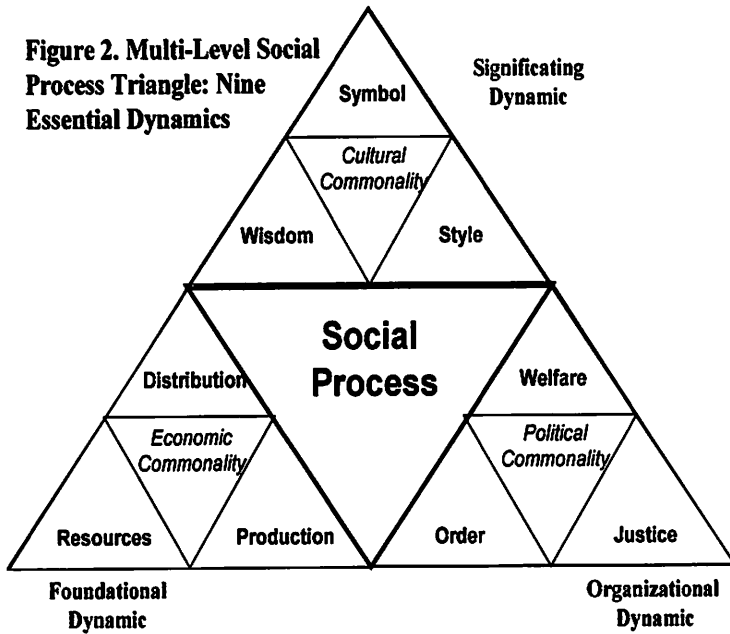 Figure 2. Multi-Level Social
Process Triangle: Nine
Essential Dynamics
Significating
Dynamic
Symbol
Cultural
Commonality
Wisdom
Style
Social
Process
Distribution
Economic
Commonality
Resources
Production
Welfare
Political
Commonality
Order
Justice
Foundational
Dynamic
Organizational
Dynamic